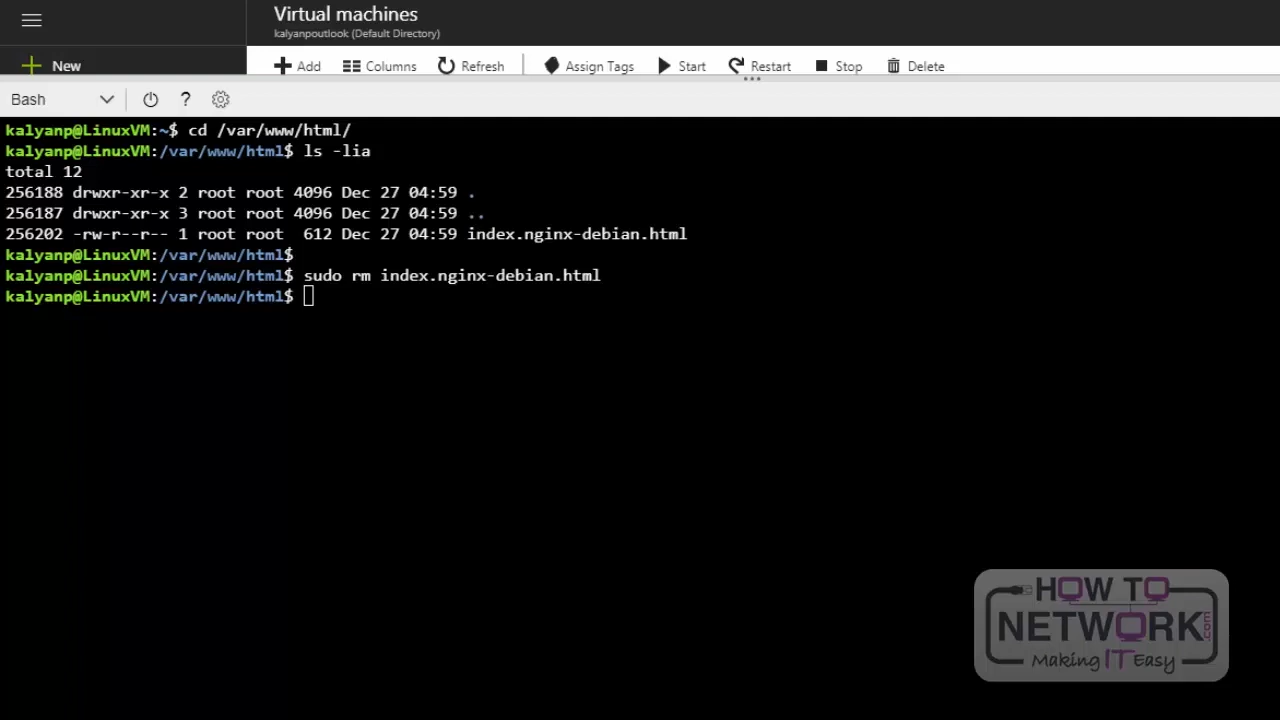 Virtual machines
kalyanpoutlook (Default Directory)
New
Add Columns Refresh Assign Tags Start Restart Stop Delete
Bash ?
kalyanp@LinuxVM:~$ cd /var/www/html/
kalyanp@LinuxVM:/var/www/html$ ls -lia
total 12
256188 drwxr-xr-x 2 root root 4096 Dec 27 04:59 .
256187 drwxr-xr-x 3 root root 4096 Dec 27 04:59 ..
256202 -rw-r--r-- 1 root root  612 Dec 27 04:59 index.nginx-debian.html
kalyanp@LinuxVM:/var/www/html$
kalyanp@LinuxVM:/var/www/html$ sudo rm index.nginx-debian.html
kalyanp@LinuxVM:/var/www/html$
HOW TO
NETWORK.com
Making IT Easy